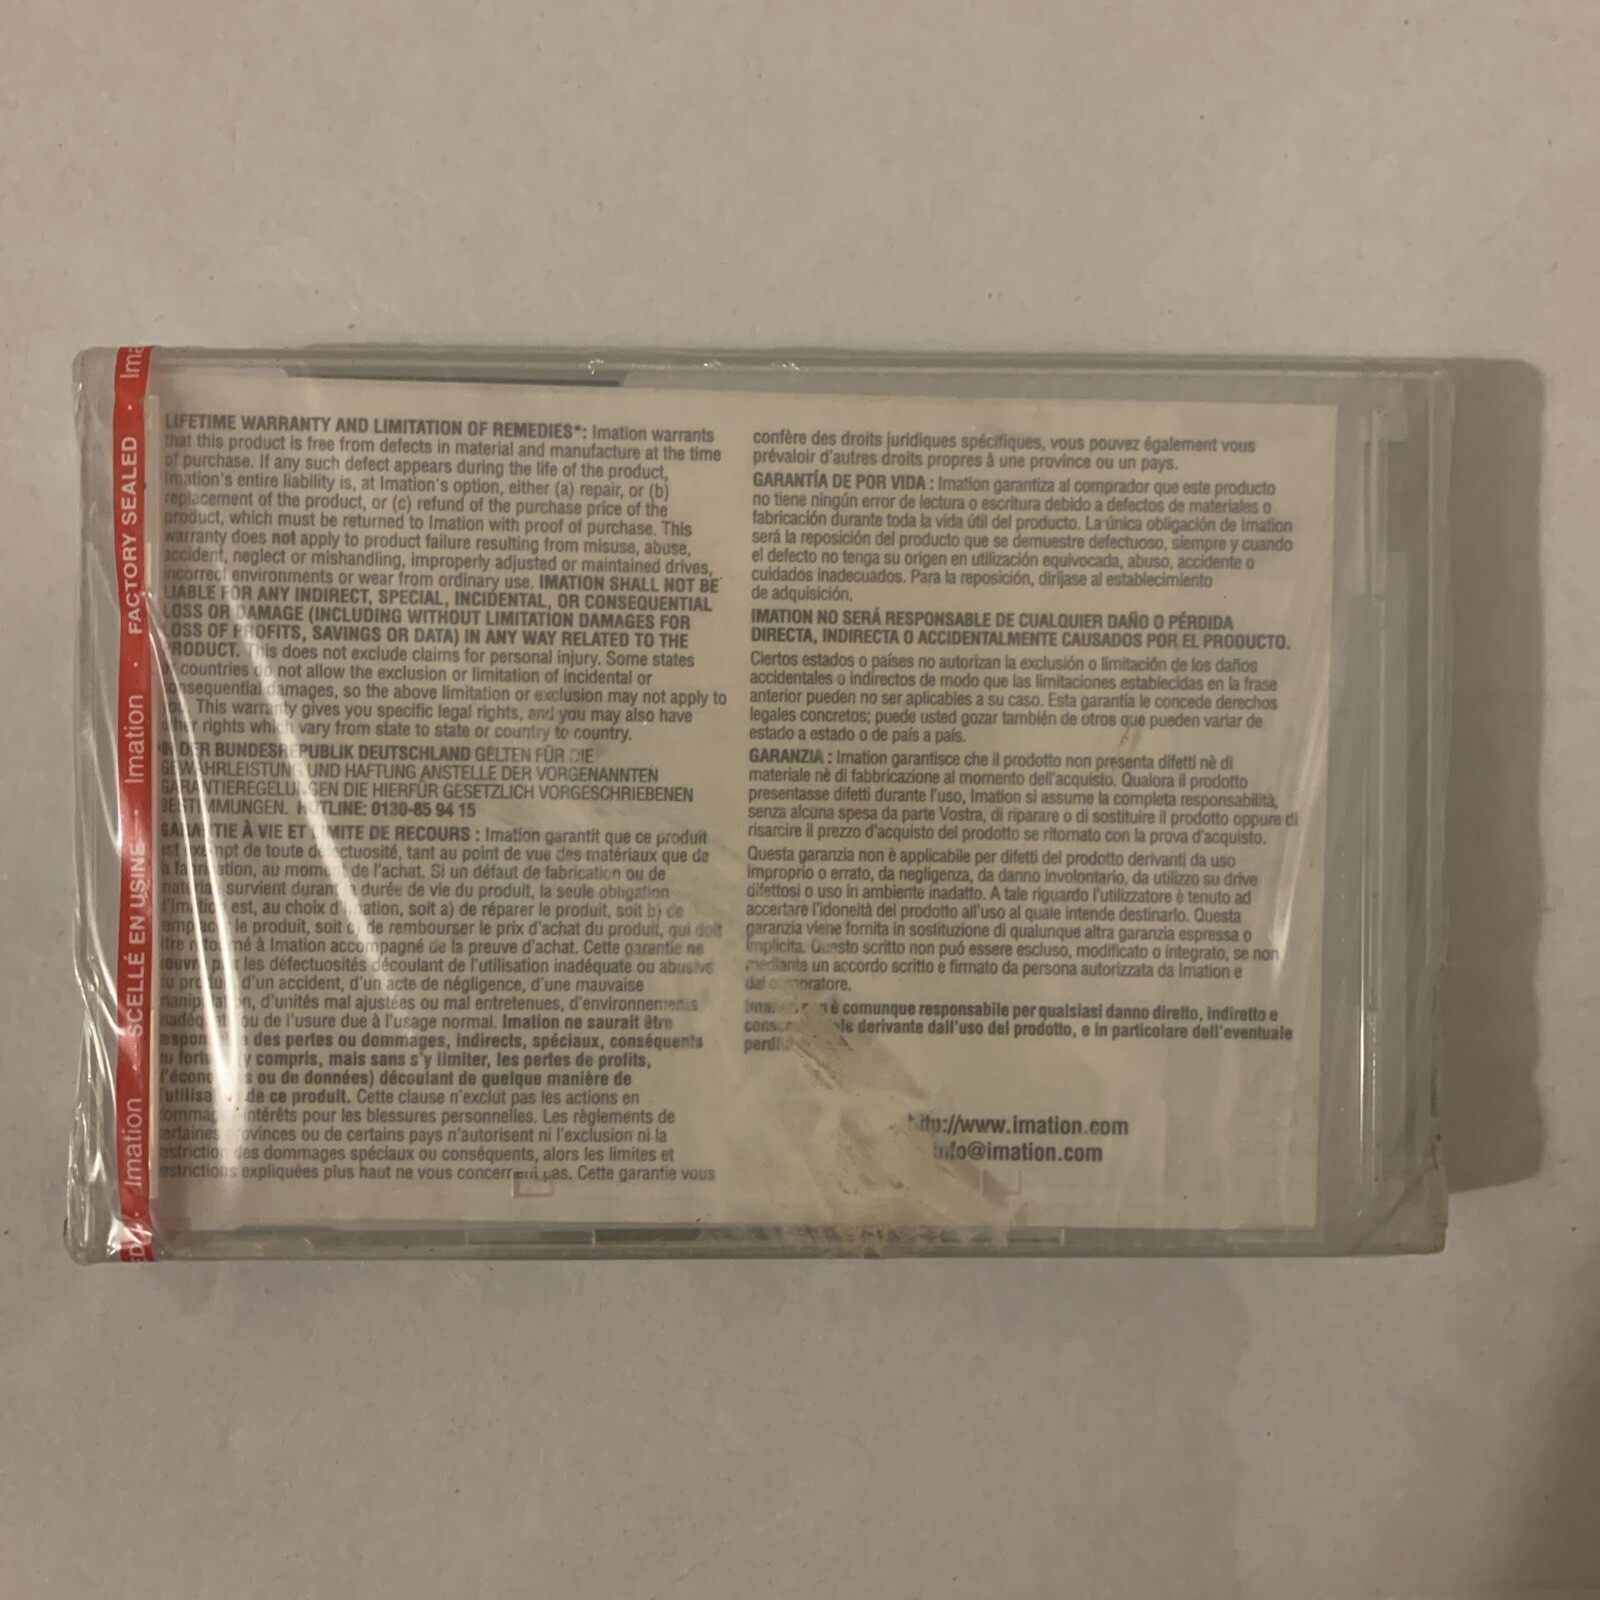 LIFETIME WARRANTY AND LIMITATION OF REMEDIES*: Imation warrants
that this product is free from defects in material and manufacture at the time
of purchase. If any such defect appears during the life of the product,
Imation's entire liability is, at Imation's option, either (a) repair, or (b)
replacement of the product, or (c) refund of the purchase price of the
product, which must be returned to Imation with proof of purchase. This
warranty does not apply to product failure resulting from misuse, abuse,
accident, neglect or mishandling, improperly adjusted or maintained drives,
incorrect environments or wear from ordinary use. IMATION SHALL NOT BE
LIABLE FOR ANY INDIRECT, SPECIAL, INCIDENTAL, OR CONSEQUENTIAL
LOSS OR DAMAGE (INCLUDING WITHOUT LIMITATION DAMAGES FOR
LOSS OF PROFITS, SAVINGS OR DATA) IN ANY WAY RELATED TO THE
PRODUCT. This does not exclude claims for personal injury. Some states
or countries do not allow the exclusion or limitation of incidental or
consequential damages, so the above limitation or exclusion may not apply to
you. This warranty gives you specific legal rights, and you may also have
other rights which vary from state to state or country to country.
*IN DER BUNDESREPUBLIK DEUTSCHLAND GELTEN FÜR DIE
GEWÄHRLEISTUNG UND HAFTUNG ANSTELLE DER VORGENANNTEN
GARANTIEREGELUNGEN DIE HIERFÜR GESETZLICH VORGESCHRIEBENEN
BESTIMMUNGEN. HOTLINE: 0130-85 94 15
GARANTIE À VIE ET LIMITE DE RECOURS : Imation garantit que ce produit
est exempt de toute défectuosité, tant au point de vue des matériaux que de
la fabrication, au moment de l'achat. Si un défaut de fabrication ou de
matériau survient durant la durée de vie du produit, la seule obligation
d'Imation est, au choix d'Imation, soit a) de réparer le produit, soit b) de
remplacer le produit, soit c) de rembourser le prix d'achat du produit, qui doit
être retourné à Imation accompagné de la preuve d'achat. Cette garantie ne
couvre pas les défectuosités découlant de l'utilisation inadéquate ou abusive
du produit, d'un accident, d'un acte de négligence, d'une mauvaise
manipulation, d'unités mal ajustées ou mal entretenues, d'environnements
inadéquats ou de l'usure due à l'usage normal. Imation ne saurait être
responsable des pertes ou dommages, indirects, spéciaux, conséquents
ou y compris, mais sans s'y limiter, les pertes de profits,
d'économies ou de données) découlant de quelque manière de
l'utilisation de ce produit. Cette clause n'exclut pas les actions en
dommages intérêts pour les blessures personnelles. Les règlements de
certaines provinces ou de certains pays n'autorisent ni l'exclusion ni la
restriction des dommages spéciaux ou conséquents, alors les limites et
restrictions expliquées plus haut ne vous concernent pas. Cette garantie vous
confère des droits juridiques spécifiques, vous pouvez également vous
prévaloir d'autres droits propres à une province ou un pays.
GARANTÍA DE POR VIDA : Imation garantiza al comprador que este producto
no tiene ningún error de lectura o escritura debido a defectos de materiales o
fabricación durante toda la vida útil del producto. La única obligación de Imation
será la reposición del producto que se demuestre defectuoso, siempre y cuando
el defecto no tenga su origen en utilización equivocada, abuso, accidente o
cuidados inadecuados. Para la reposición, diríjase al establecimiento
de adquisición.
IMATION NO SERÁ RESPONSABLE DE CUALQUIER DAÑO O PÉRDIDA
DIRECTA, INDIRECTA O ACCIDENTALMENTE CAUSADOS POR EL PRODUCTO.
Ciertos estados o países no autorizan la exclusión o limitación de los daños
accidentales o indirectos de modo que las limitaciones establecidas en la frase
anterior pueden no ser aplicables a su caso. Esta garantía le concede derechos
legales concretos; puede usted gozar también de otros que pueden variar de
estado a estado o de país a país.
GARANZIA : Imation garantisce che il prodotto non presenta difetti nè di
materiale nè di fabbricazione al momento dell'acquisto. Qualora il prodotto
presentasse difetti durante l'uso, Imation si assume la completa responsabilità,
senza alcuna spesa da parte Vostra, di riparare o di sostituire il prodotto oppure di
risarcire il prezzo d'acquisto del prodotto se ritornato con la prova d'acquisto.
Questa garanzia non è applicabile per difetti del prodotto derivanti da uso
improprio o errato, da negligenza, da danno involontario, da utilizzo su drive
difettosi o uso in ambiente inadatto. A tale riguardo l'utilizzatore è tenuto ad
accertare l'idoneità del prodotto all'uso al quale intende destinarlo. Questa
garanzia viene fornita in sostituzione di qualunque altra garanzia espressa o
implicita. Questo scritto non puó essere escluso, modificato o integrato, se non
mediante un accordo scritto e firmato da persona autorizzata da Imation e
dal compratore.
Imation non è comunque responsabile per qualsiasi danno diretto, indiretto e
derivante dall'uso del prodotto, e in particolare dell'eventuale
http://www.imation.com
info@imation.com
Imation · SCELLÉ EN USINE · Imation · FACTORY SEALED · Ima